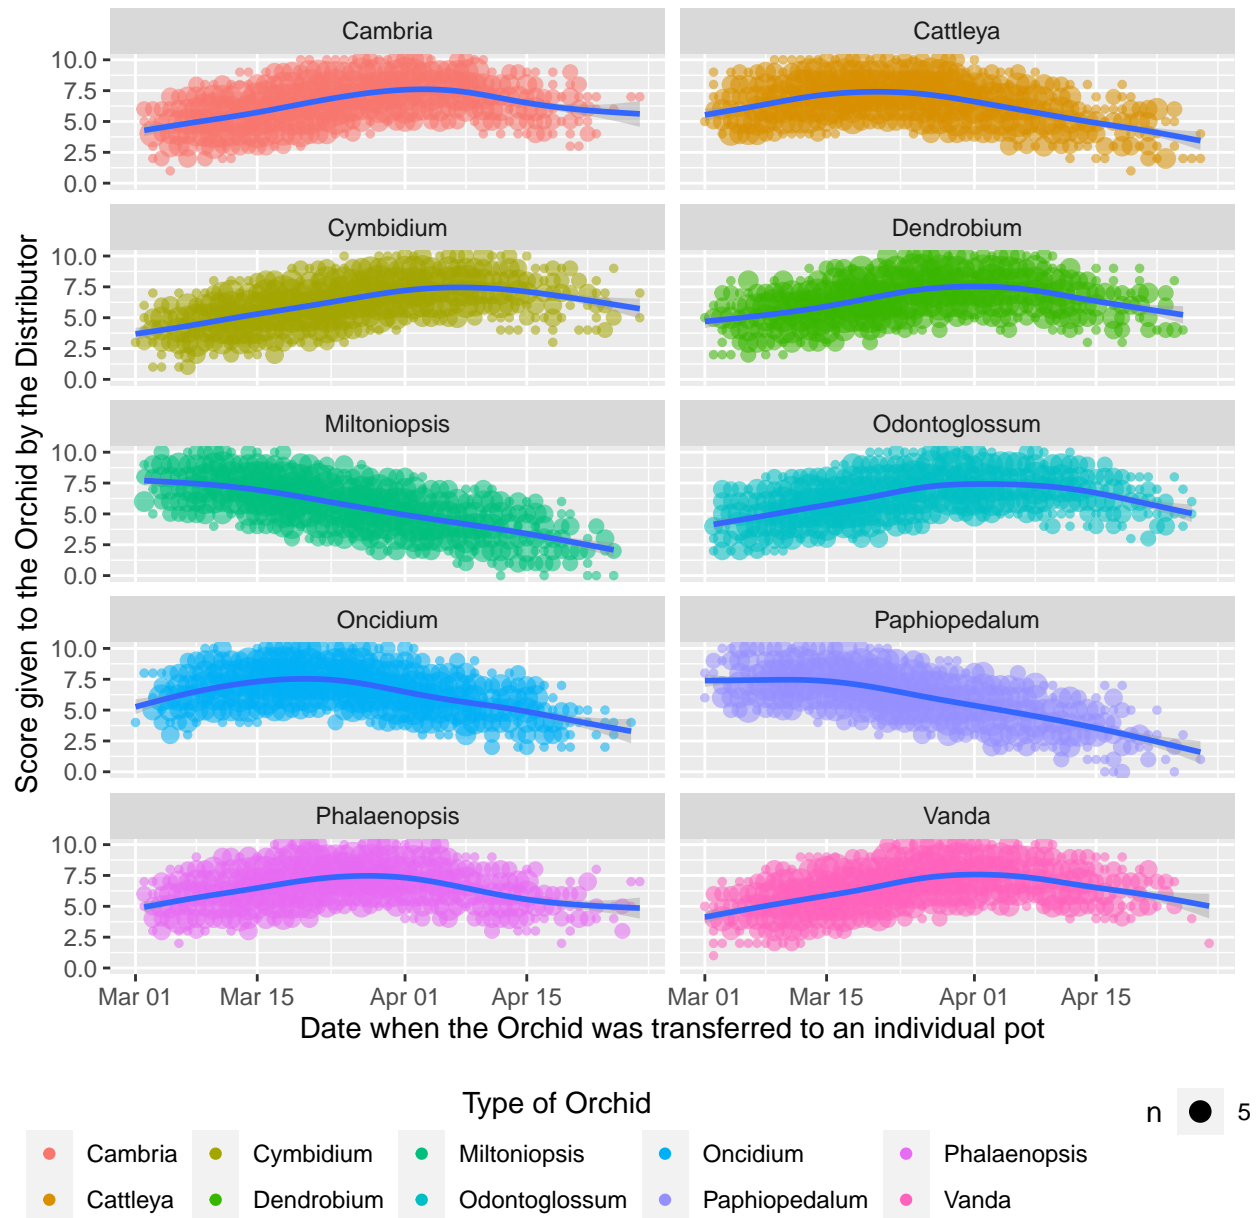 Cambria
Cattleya
10.0
7.5
5.0
2.5
0.0
Cymbidium
Dendrobium
10.0
7.5
5.0
2.5
0.0
Miltoniopsis
Odontoglossum
10.0
7.5
5.0
2.5
0.0
Oncidium
Paphiopedalum
10.0
7.5
5.0
2.5
0.0
Phalaenopsis
Vanda
10.0
7.5
5.0
2.5
0.0
Score given to the Orchid by the Distributor
Mar 01 Mar 15 Apr 01 Apr 15 Mar 01 Mar 15 Apr 01 Apr 15
Date when the Orchid was transferred to an individual pot
Type of Orchid
n 5
Cambria Cymbidium Miltoniopsis Oncidium Phalaenopsis
Cattleya Dendrobium Odontoglossum Paphiopedalum Vanda